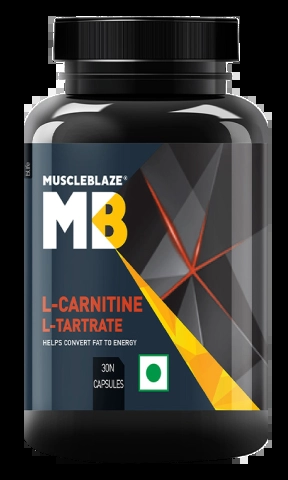 MUSCLEBLAZE®
MB
L-CARNITINE
L-TARTRATE
HELPS CONVERT FAT TO ENERGY
30N
CAPSULES